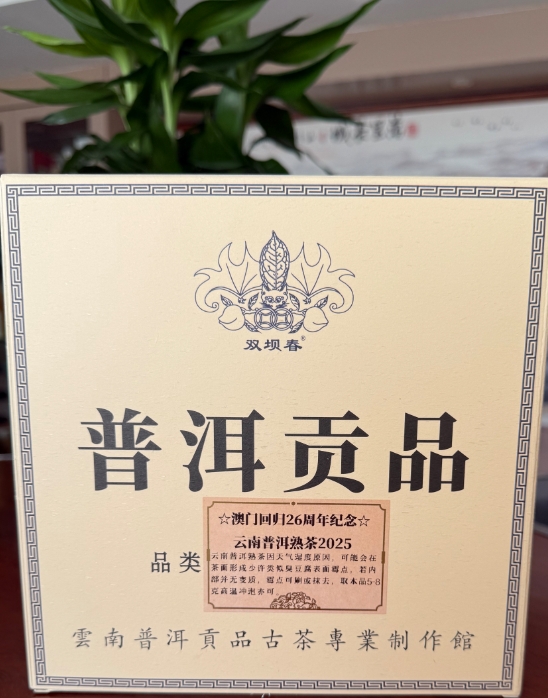 双坝春®
普洱贡品
☆澳门回归26周年纪念☆
云南普洱熟茶2025
品类
云南普洱熟茶因天气湿度原因，可能会在
茶面形成少许类似臭豆腐表面霉点，若内
部并无变质，霉点可刷或抹去，取本品5-8
克高温冲泡亦可。
雲南普洱貢品古茶專業制作館